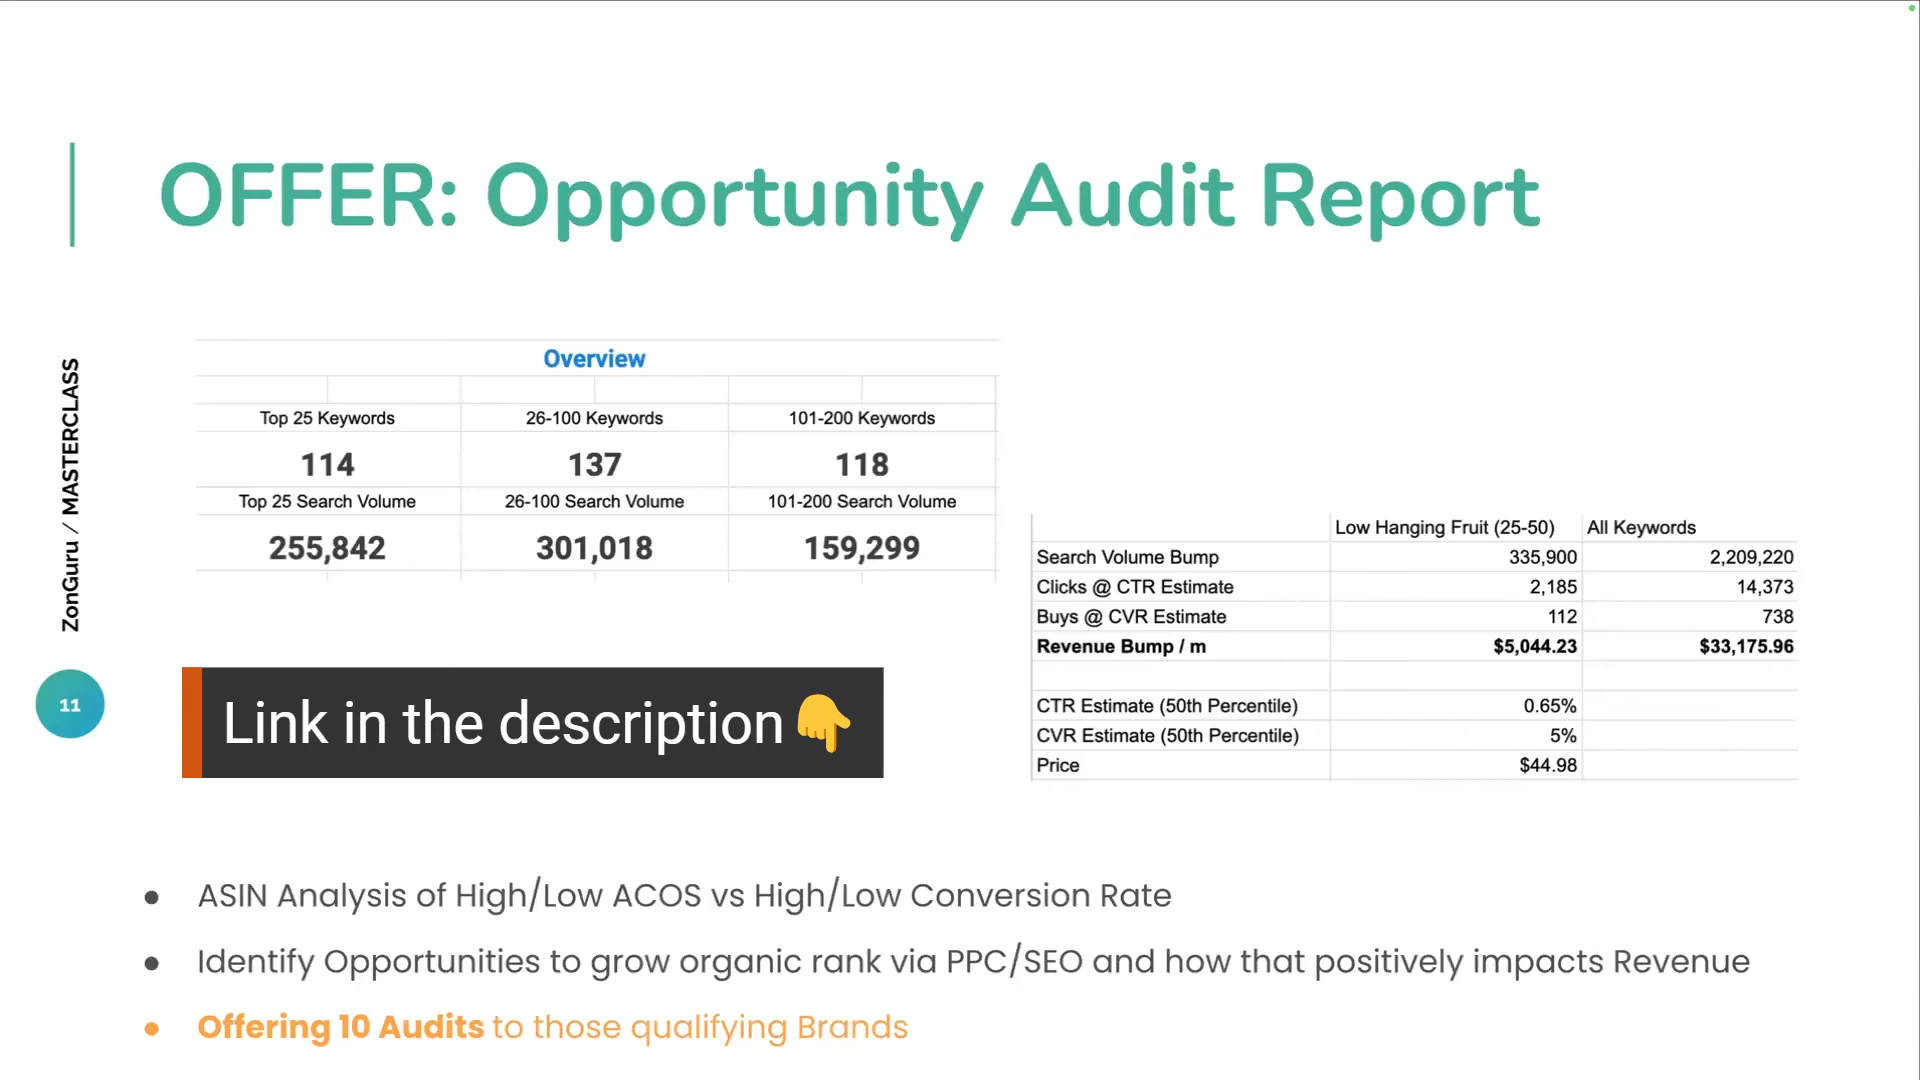 OFFER: Opportunity Audit Report
ZonGuru / MASTERCLASS
11
Overview
Top 25 Keywords 26-100 Keywords 101-200 Keywords
114 137 118
Top 25 Search Volume 26-100 Search Volume 101-200 Search Volume
255,842 301,018 159,299
Low Hanging Fruit (25-50) All Keywords
Search Volume Bump 335,900 2,209,220
Clicks @ CTR Estimate 2,185 14,373
Buys @ CVR Estimate 112 738
Revenue Bump / m $5,044.23 $33,175.96
CTR Estimate (50th Percentile) 0.65%
CVR Estimate (50th Percentile) 5%
Price $44.98
Link in the description👇
● ASIN Analysis of High/Low ACOS vs High/Low Conversion Rate
● Identify Opportunities to grow organic rank via PPC/SEO and how that positively impacts Revenue
● Offering 10 Audits to those qualifying Brands